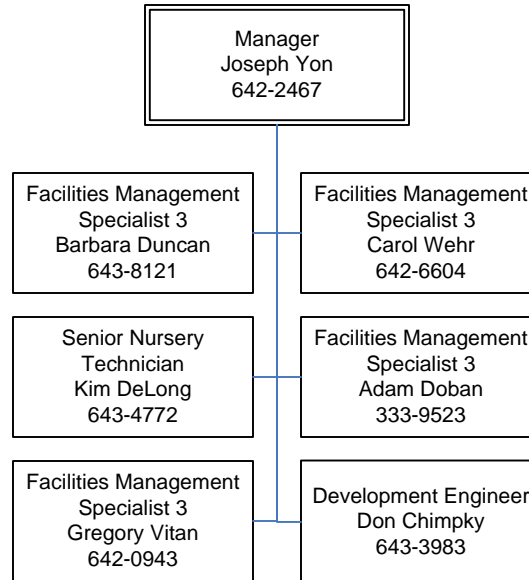 Manager
Joseph Yon
642-2467
Facilities Management
Specialist 3
Barbara Duncan
643-8121
Facilities Management
Specialist 3
Carol Wehr
642-6604
Senior Nursery
Technician
Kim DeLong
643-4772
Facilities Management
Specialist 3
Adam Doban
333-9523
Facilities Management
Specialist 3
Gregory Vitan
642-0943
Development Engineer
Don Chimpky
643-3983